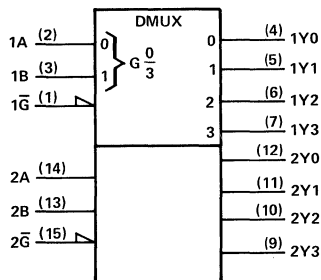 DMUX
1A (2) 0 } G 0/3 0 (4) 1Y0
1B (3) 1 1 (5) 1Y1
1G̅ (1) 2 (6) 1Y2
3 (7) 1Y3
(12) 2Y0
2A (14)
(11) 2Y1
2B (13) (10) 2Y2
2G̅ (15) (9) 2Y3